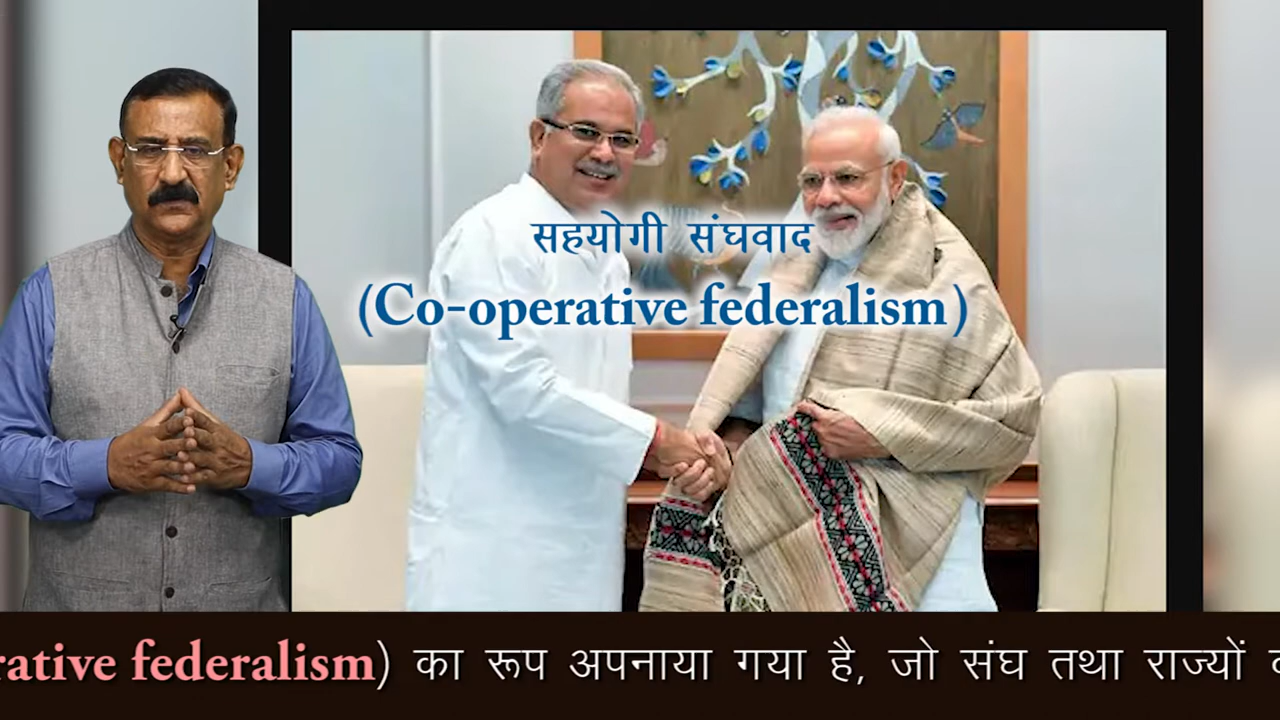 सहयोगी संघवाद
(Co-operative federalism)
rative federalism) का रूप अपनाया गया है, जो संघ तथा राज्यों